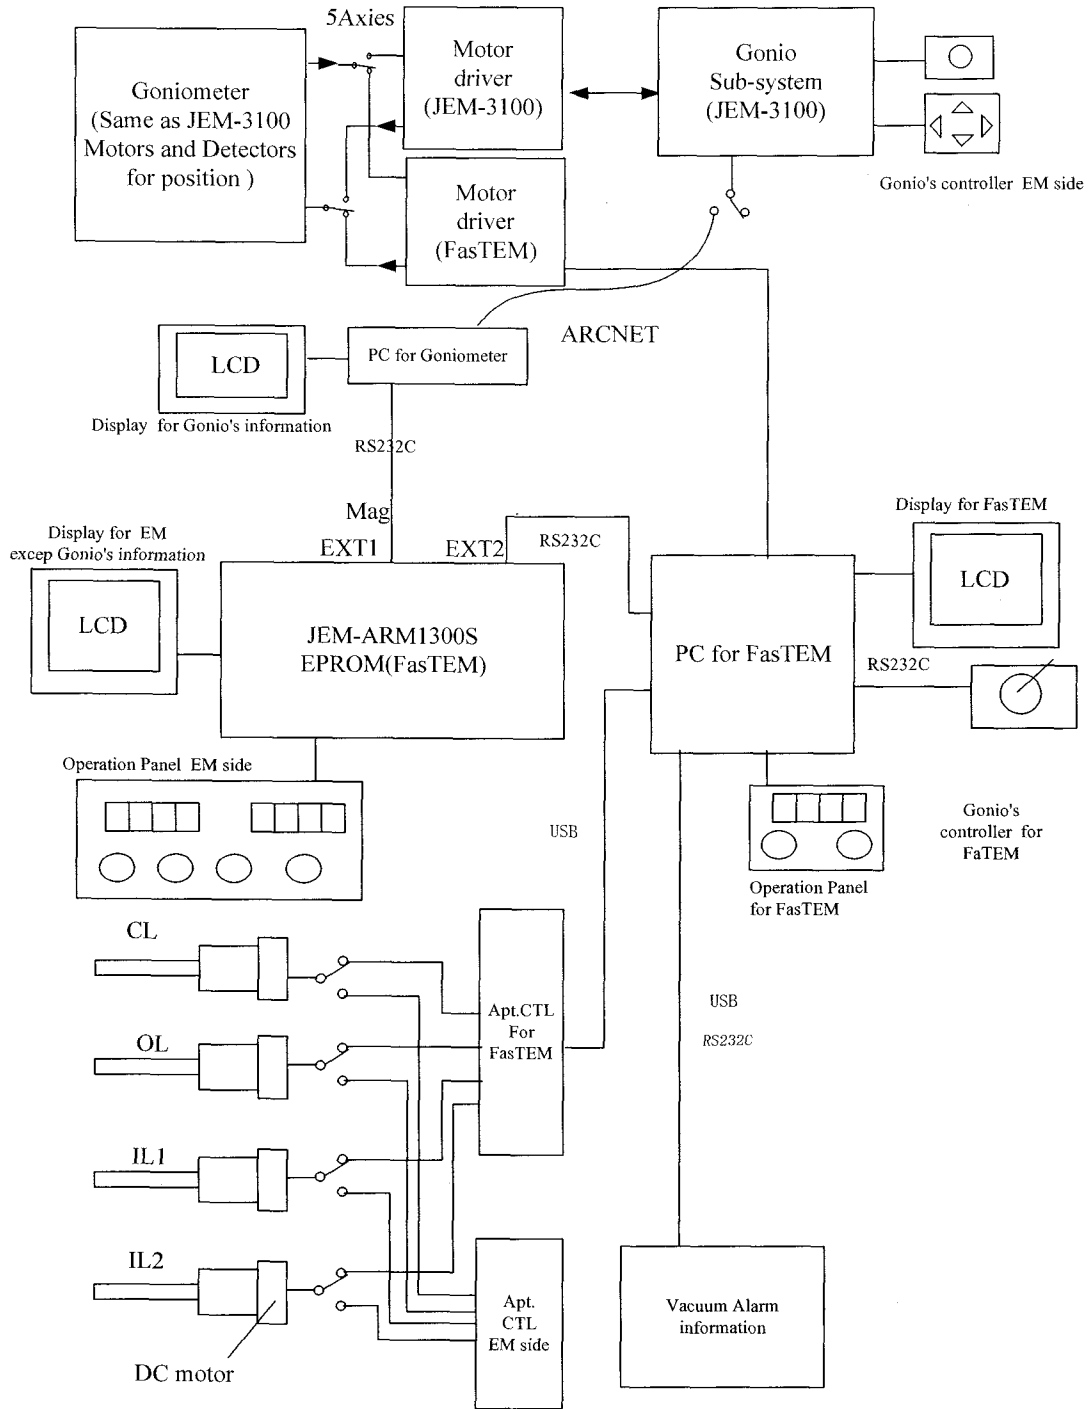 5Axies
Goniometer
(Same as JEM-3100
Motors and Detectors
for position )
Motor
driver
(JEM-3100)
Gonio
Sub-system
(JEM-3100)
Gonio's controller EM side
Motor
driver
(FasTEM)
ARCNET
LCD
PC for Goniometer
Display for Gonio's information
RS232C
Mag
EXT1
EXT2
RS232C
Display for EM
excep Gonio's information
LCD
JEM-ARM1300S
EPROM(FasTEM)
PC for FasTEM
Display for FasTEM
LCD
RS232C
Operation Panel EM side
USB
Operation Panel
for FasTEM
Gonio's
controller for
FaTEM
CL
OL
IL1
IL2
DC motor
Apt.CTL
For
FasTEM
USB
RS232C
Apt.
CTL
EM side
Vacuum Alarm
information